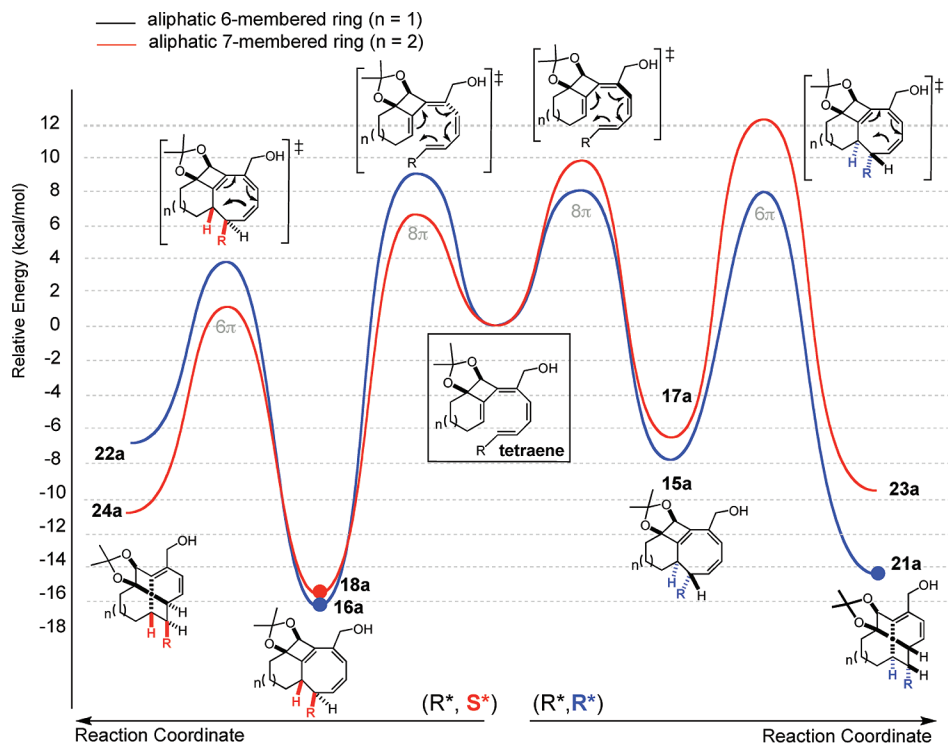 aliphatic 6-membered ring (n = 1)
aliphatic 7-membered ring (n = 2)
Relative Energy (kcal/mol)
12
10
8
6
4
2
0
-2
-4
-6
-8
-10
-12
-14
-16
-18
O
O
OH
n
H
R
H
‡
6π
O
O
OH
n
R
‡
8π
O
O
OH
n
R
‡
8π
O
O
OH
n
H
R
H
‡
6π
O
O
OH
n
R
tetraene
22a
24a
18a
16a
17a
15a
23a
21a
O
O
OH
n
H
H
H
R
O
O
OH
n
H
R
H
O
O
OH
n
H
R
H
O
O
OH
n
H
H
H
R
(R*, S*)
(R*,R*)
Reaction Coordinate
Reaction Coordinate